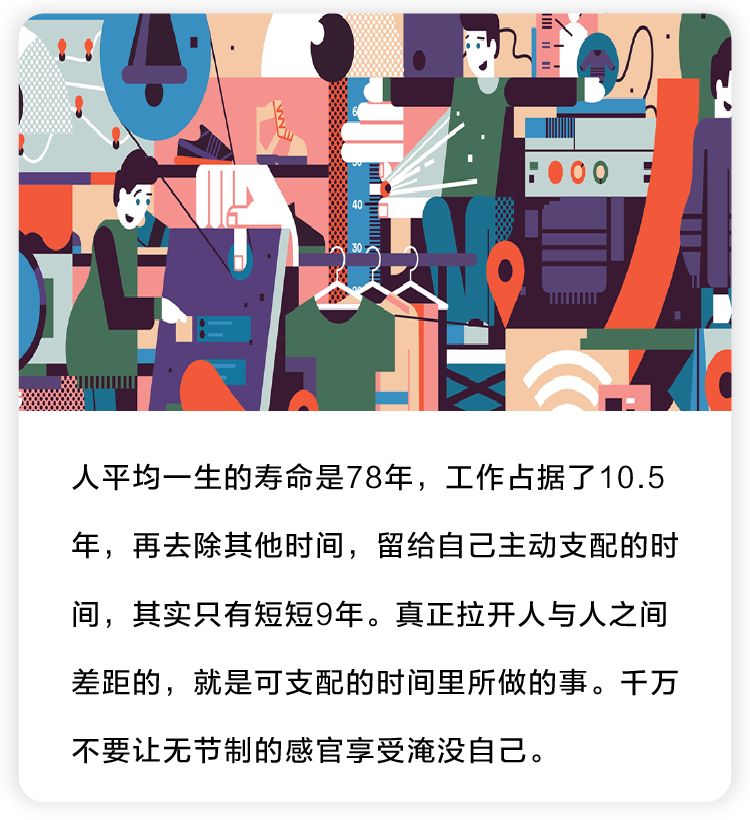 6
50
40
30
人平均一生的寿命是78年，工作占据了10.5
年，再去除其他时间，留给自己主动支配的时
间，其实只有短短9年。真正拉开人与人之间
差距的，就是可支配的时间里所做的事。千万
不要让无节制的感官享受淹没自己。